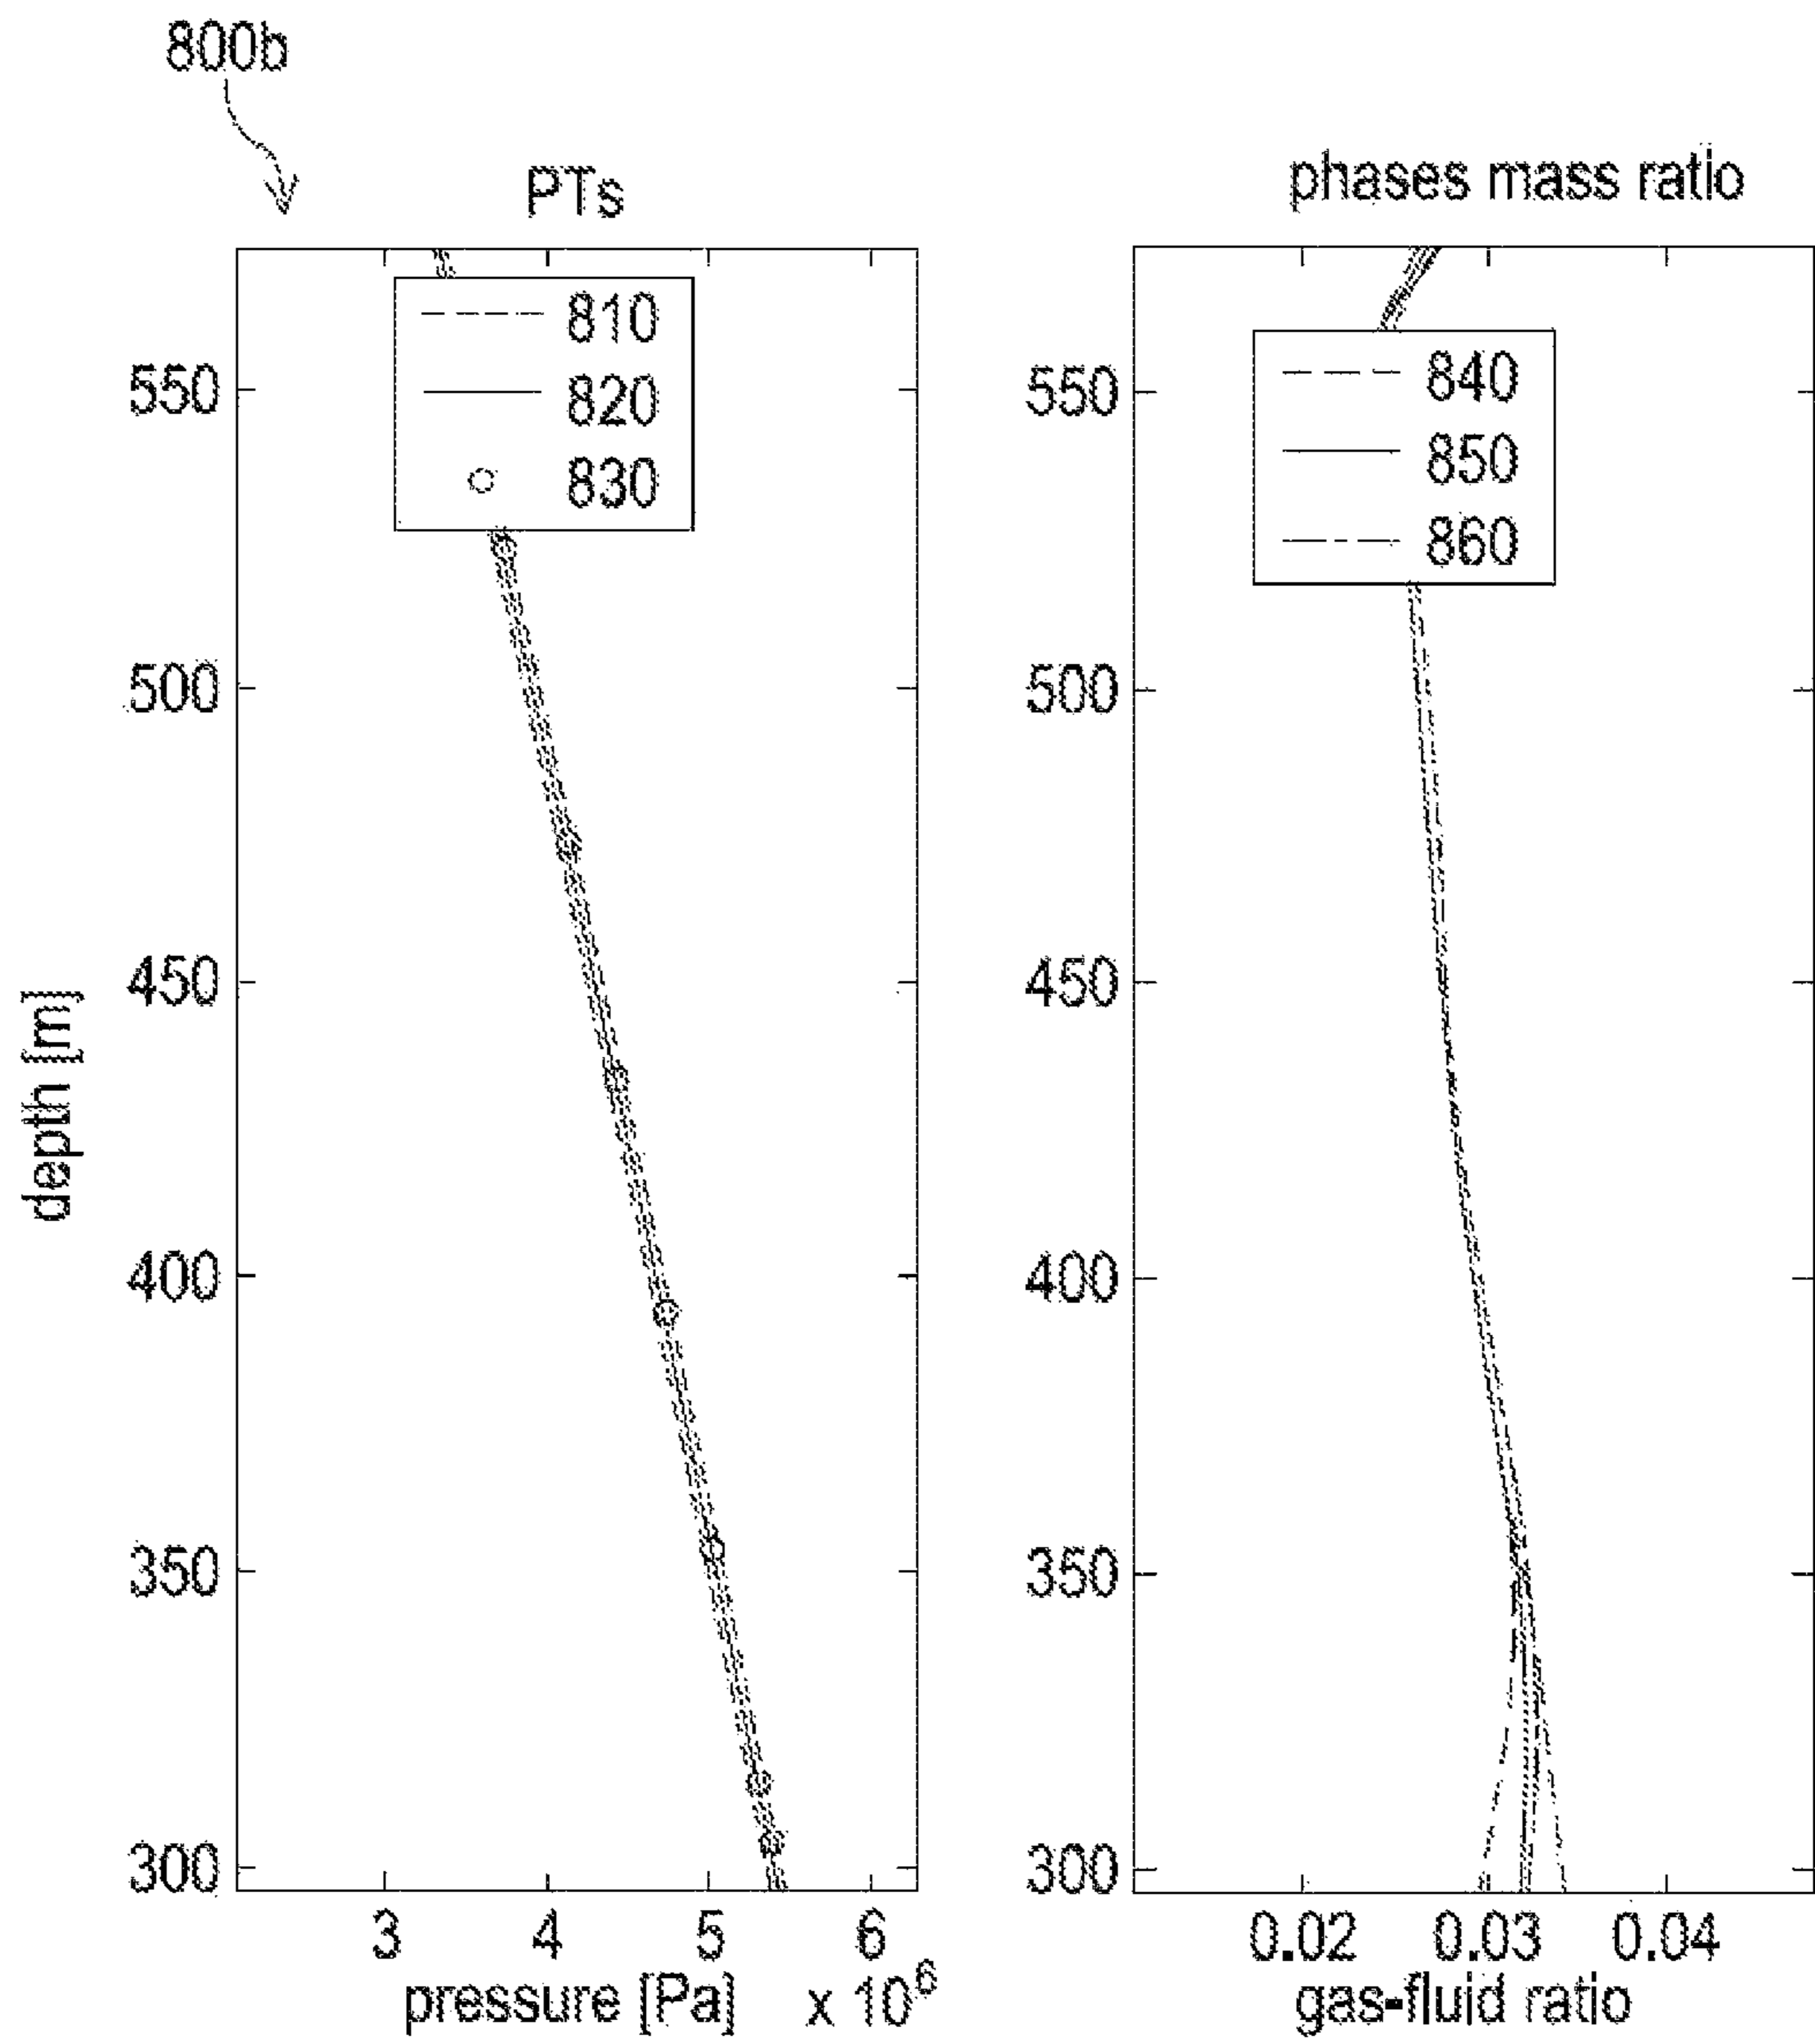 800b
PTs
810
820
830
550
500
450
400
350
300
depth [m]
3 4 5 6
pressure [Pa] x 10^6
phases mass ratio
840
850
860
550
500
450
400
350
300
0.02 0.03 0.04
gas-fluid ratio